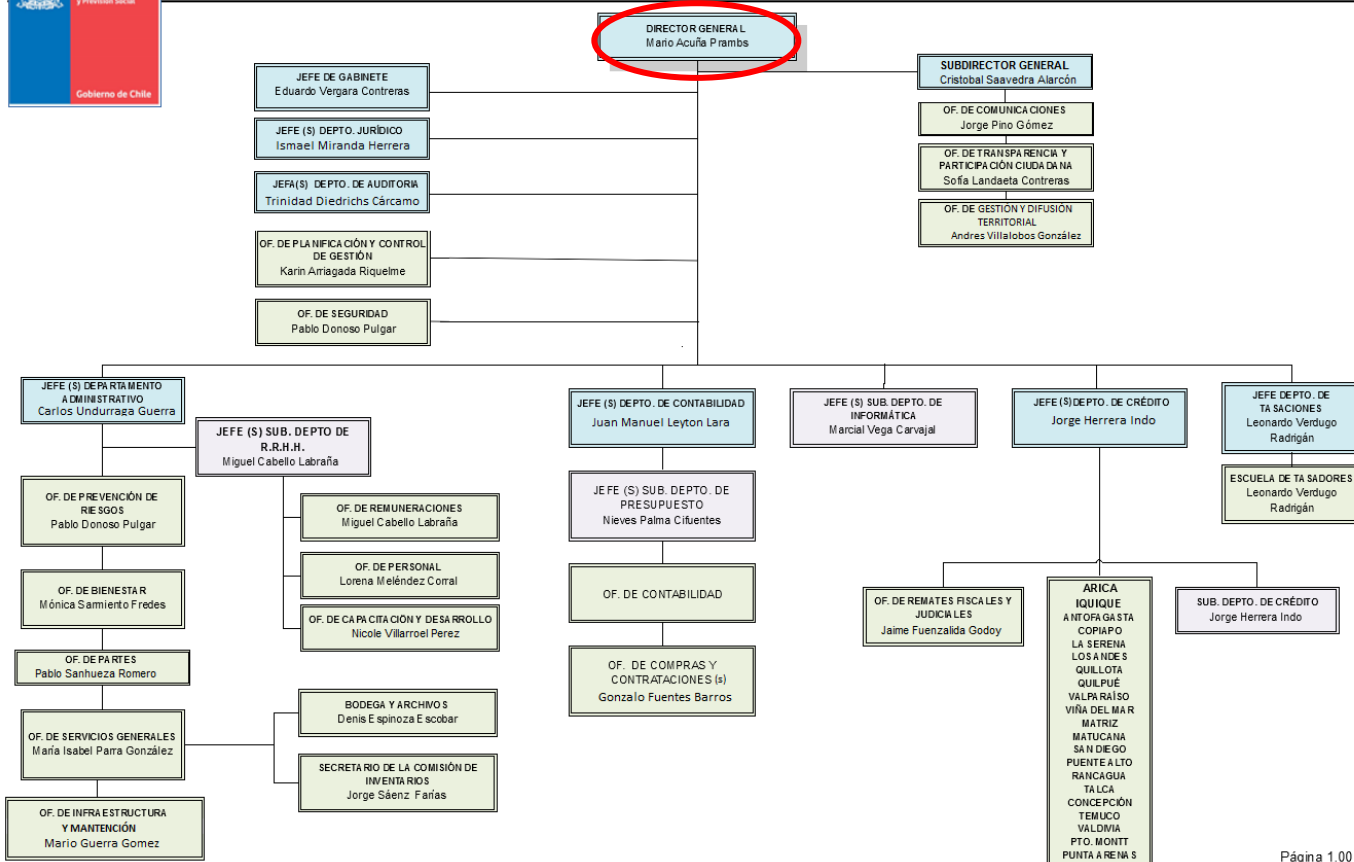 y Previsión Social
Gobierno de Chile
DIRECTOR GENERAL
Mario Acuña Prambs
SUBDIRECTOR GENERAL
Cristobal Saavedra Alarcón
OF. DE COMUNICACIONES
Jorge Pino Gómez
OF. DE TRANSPARENCIA Y
PARTICIPACIÓN CIUDADANA
Sofía Landaeta Contreras
OF. DE GESTIÓN Y DIFUSIÓN
TERRITORIAL
Andres Villalobos González
JEFE DE GABINETE
Eduardo Vergara Contreras
JEFE (S) DEPTO. JURÍDICO
Ismael Miranda Herrera
JEFA(S) DEPTO. DE AUDITORIA
Trinidad Diedrichs Cárcamo
OF. DE PLANIFICACIÓN Y CONTROL
DE GESTIÓN
Karin Arriagada Riquelme
OF. DE SEGURIDAD
Pablo Donoso Pulgar
JEFE (S) DEPARTAMENTO
ADMINISTRATIVO
Carlos Undurraga Guerra
JEFE (S) SUB. DEPTO DE
R.R.H.H.
Miguel Cabello Labraña
OF. DE PREVENCIÓN DE
RIESGOS
Pablo Donoso Pulgar
OF. DE BIENESTAR
Mónica Sarmiento Fredes
OF. DE PARTES
Pablo Sanhueza Romero
OF. DE SERVICIOS GENERALES
María Isabel Parra González
OF. DE INFRAESTRUCTURA
Y MANTENCIÓN
Mario Guerra Gomez
OF. DE REMUNERACIONES
Miguel Cabello Labraña
OF. DE PERSONAL
Lorena Meléndez Corral
OF. DE CAPACITACIÓN Y DESARROLLO
Nicole Villarroel Perez
BODEGA Y ARCHIVOS
Denis Espinoza Escobar
SECRETARIO DE LA COMISIÓN DE
INVENTARIOS
Jorge Sáenz Farías
JEFE (S) DEPTO. DE CONTABILIDAD
Juan Manuel Leyton Lara
JEFE (S) SUB. DEPTO. DE
PRESUPUESTO
Nieves Palma Cifuentes
OF. DE CONTABILIDAD
OF. DE COMPRAS Y
CONTRATACIONES (s)
Gonzalo Fuentes Barros
JEFE (S) SUB. DEPTO. DE
INFORMÁTICA
Marcial Vega Carvajal
JEFE (S) DEPTO. DE CRÉDITO
Jorge Herrera Indo
OF. DE REMATES FISCALES Y
JUDICIALES
Jaime Fuenzalida Godoy
ARICA
IQUIQUE
ANTOFAGASTA
COPIAPO
LA SERENA
LOS ANDES
QUILLOTA
QUILPUÉ
VALPARAÍSO
VIÑA DEL MAR
MATRIZ
MATUCANA
SAN DIEGO
PUENTE ALTO
RANCAGUA
TALCA
CONCEPCIÓN
TEMUCO
VALDIVIA
PTO. MONTT
PUNTA ARENAS
SUB. DEPTO. DE CRÉDITO
Jorge Herrera Indo
JEFE DEPTO. DE
TASACIONES
Leonardo Verdugo
Radrigán
ESCUELA DE TASADORES
Leonardo Verdugo
Radrigán
Página 1.00